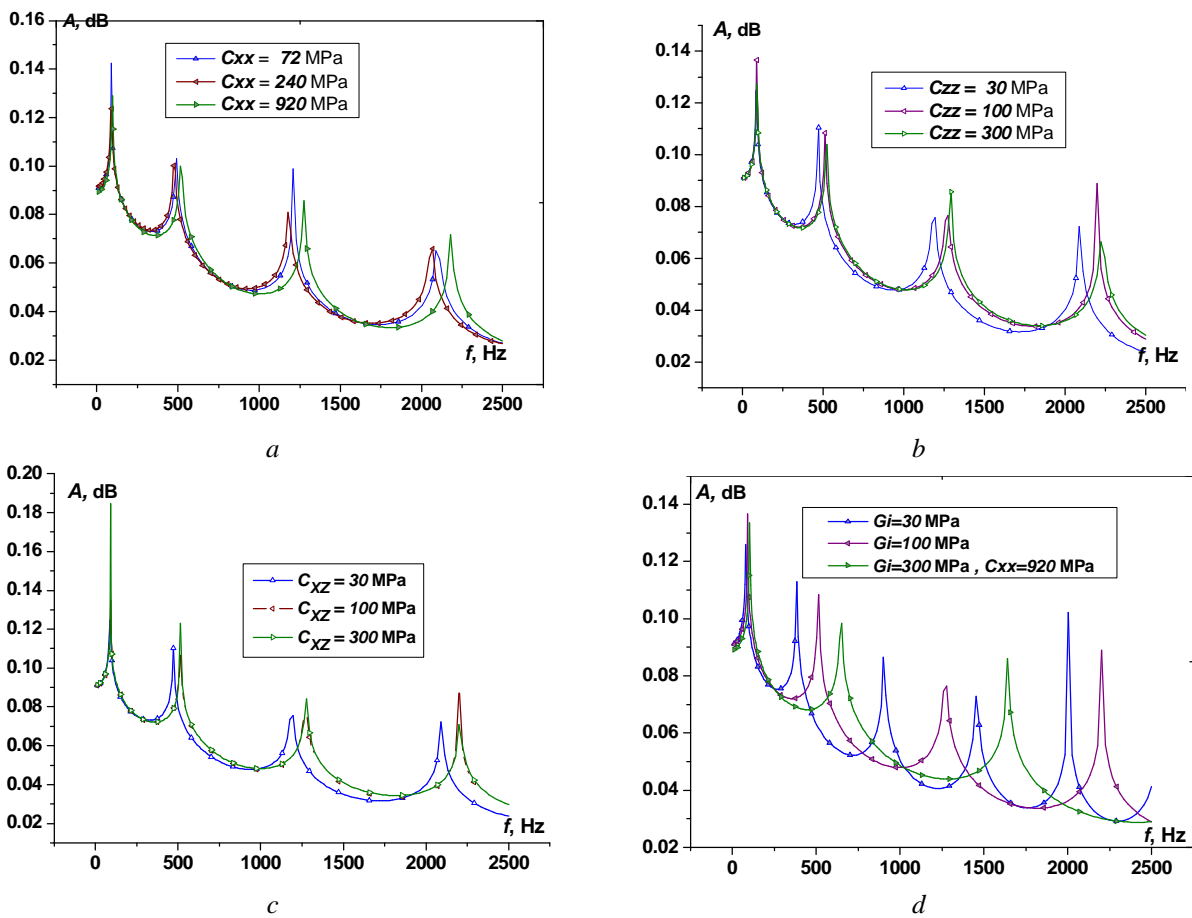 A, dB
Cxx = 72 MPa
Cxx = 240 MPa
Cxx = 920 MPa
0.16
0.14
0.12
0.10
0.08
0.06
0.04
0.02
f, Hz
0 500 1000 1500 2000 2500
a
A, dB
Czz = 30 MPa
Czz = 100 MPa
Czz = 300 MPa
0.14
0.12
0.10
0.08
0.06
0.04
0.02
f, Hz
0 500 1000 1500 2000 2500
b
A, dB
C_XZ = 30 MPa
C_XZ = 100 MPa
C_XZ = 300 MPa
0.20
0.18
0.16
0.14
0.12
0.10
0.08
0.06
0.04
0.02
f, Hz
0 500 1000 1500 2000 2500
c
A, dB
Gi=30 MPa
Gi=100 MPa
Gi=300 MPa , Cxx=920 MPa
0.14
0.12
0.10
0.08
0.06
0.04
0.02
f, Hz
0 500 1000 1500 2000 2500
d